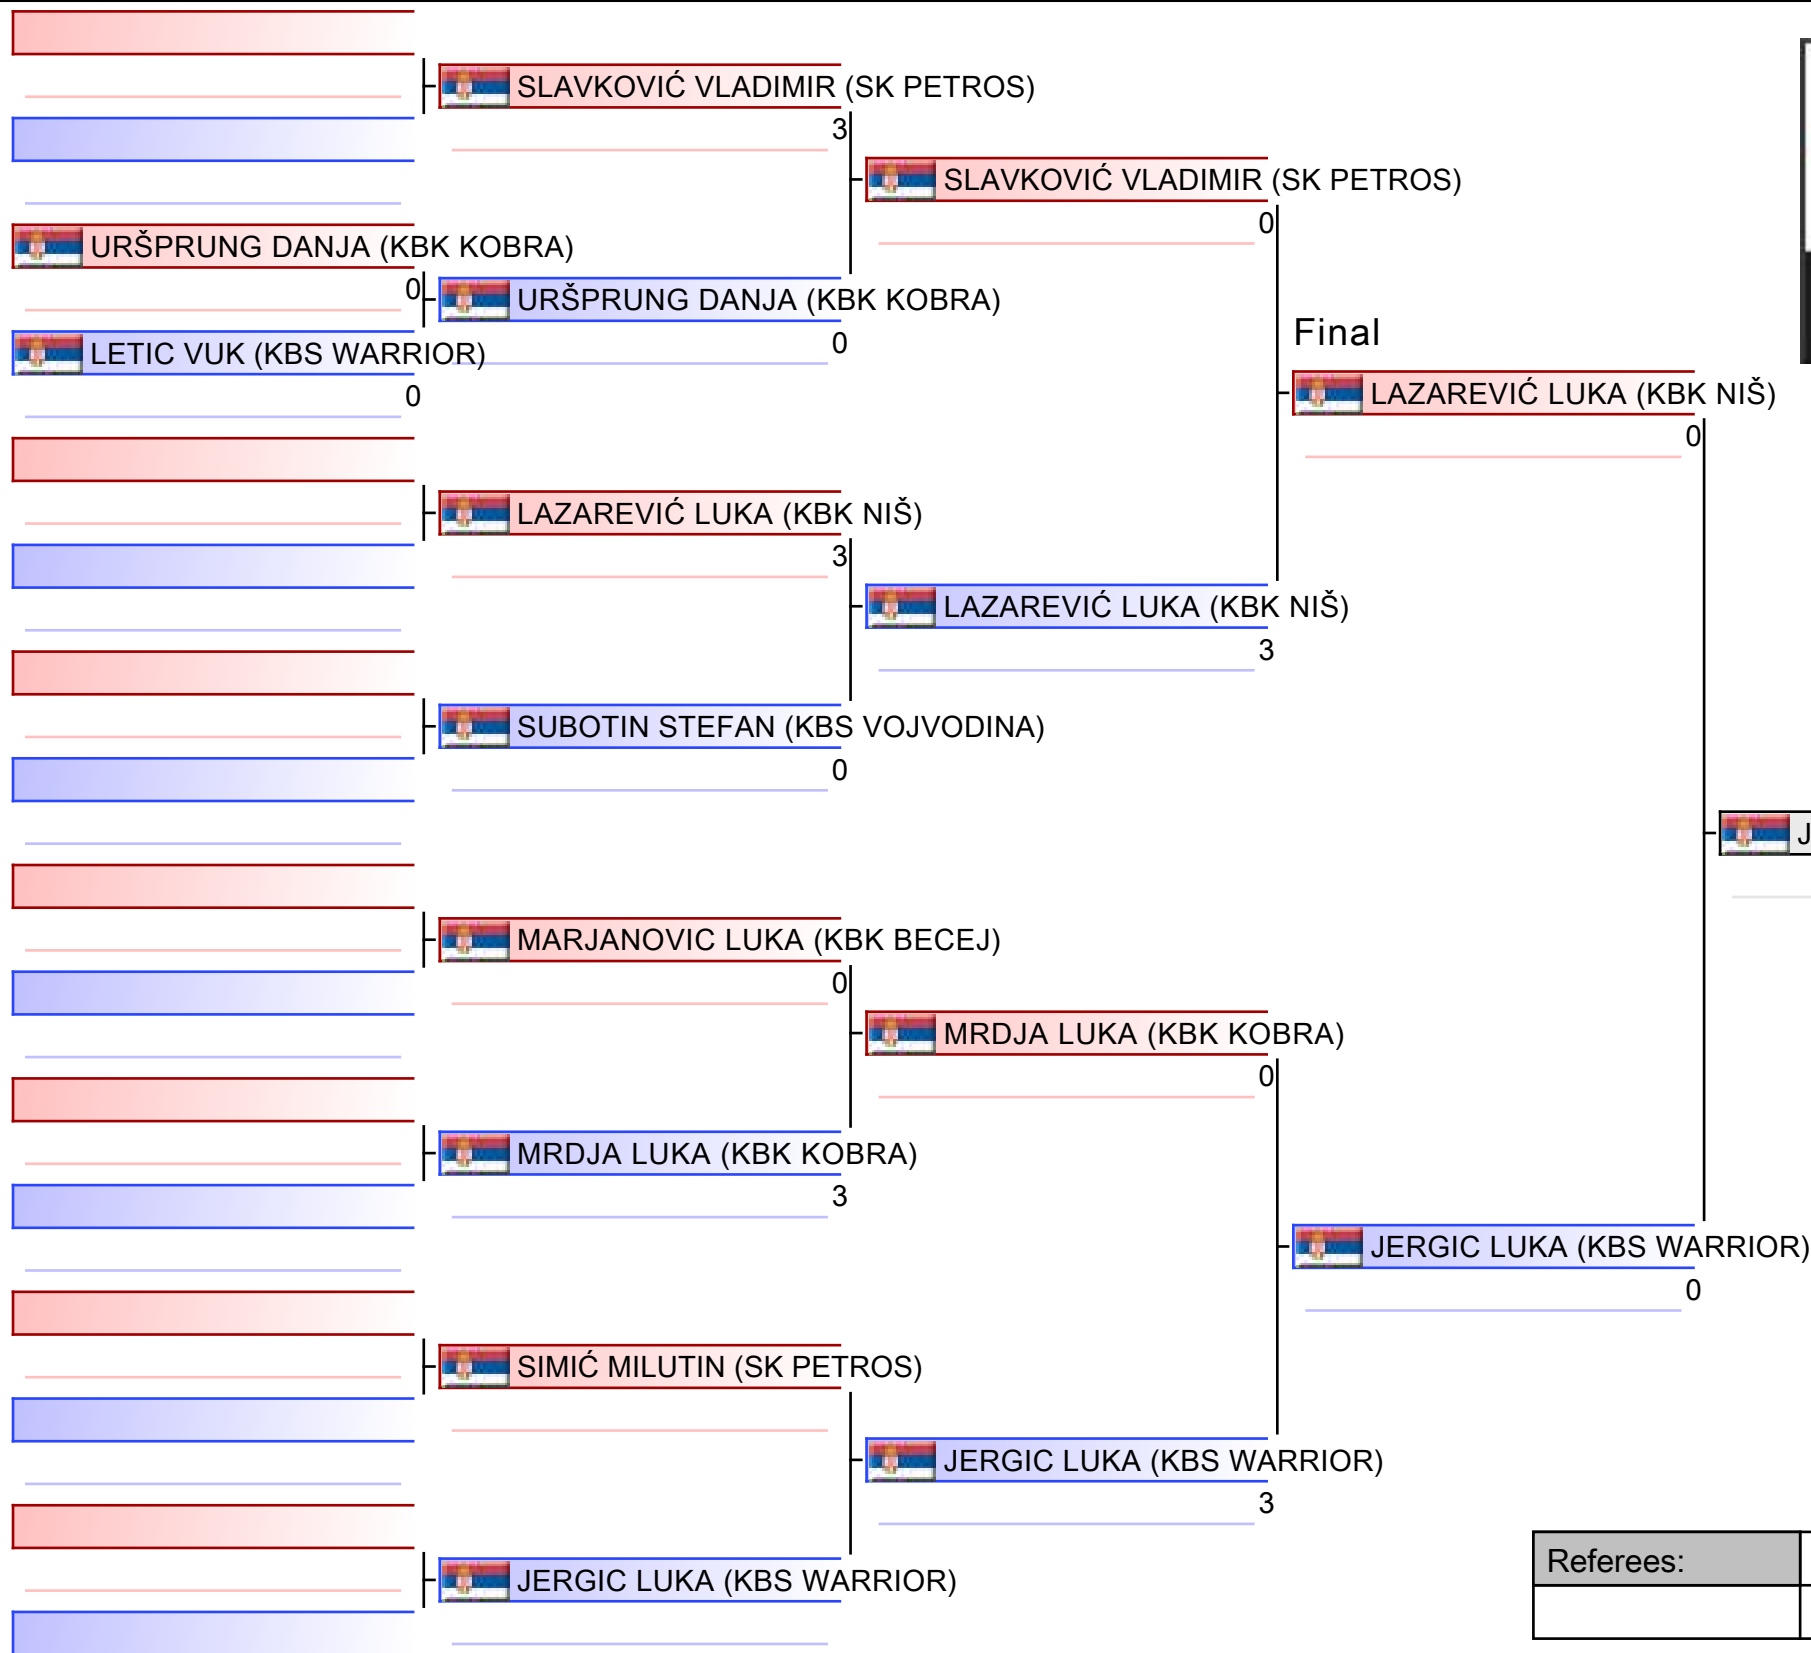 SLAVKOVIĆ VLADIMIR (SK PETROS)
3
SLAVKOVIĆ VLADIMIR (SK PETROS)
0
URŠPRUNG DANJA (KBK KOBRA)
0
URŠPRUNG DANJA (KBK KOBRA)
0
LETIC VUK (KBS WARRIOR)
0
Final
LAZAREVIĆ LUKA (KBK NIŠ)
0
LAZAREVIĆ LUKA (KBK NIŠ)
3
LAZAREVIĆ LUKA (KBK NIŠ)
3
SUBOTIN STEFAN (KBS VOJVODINA)
0
J
MARJANOVIC LUKA (KBK BECEJ)
0
MRDJA LUKA (KBK KOBRA)
0
MRDJA LUKA (KBK KOBRA)
3
JERGIC LUKA (KBS WARRIOR)
0
SIMIĆ MILUTIN (SK PETROS)
JERGIC LUKA (KBS WARRIOR)
3
JERGIC LUKA (KBS WARRIOR)
Referees: